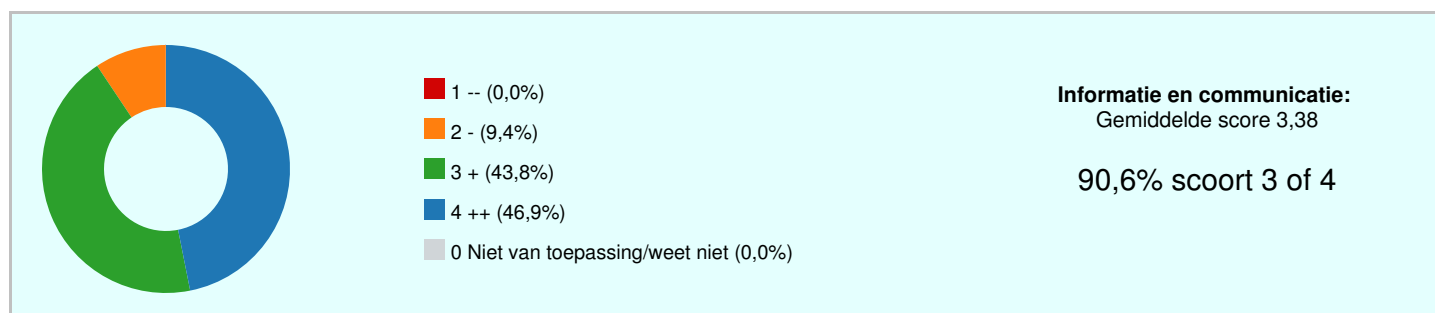 1 -- (0,0%)
2 - (9,4%)
3 + (43,8%)
4 ++ (46,9%)
0 Niet van toepassing/weet niet (0,0%)
Informatie en communicatie:
Gemiddelde score 3,38
90,6% scoort 3 of 4